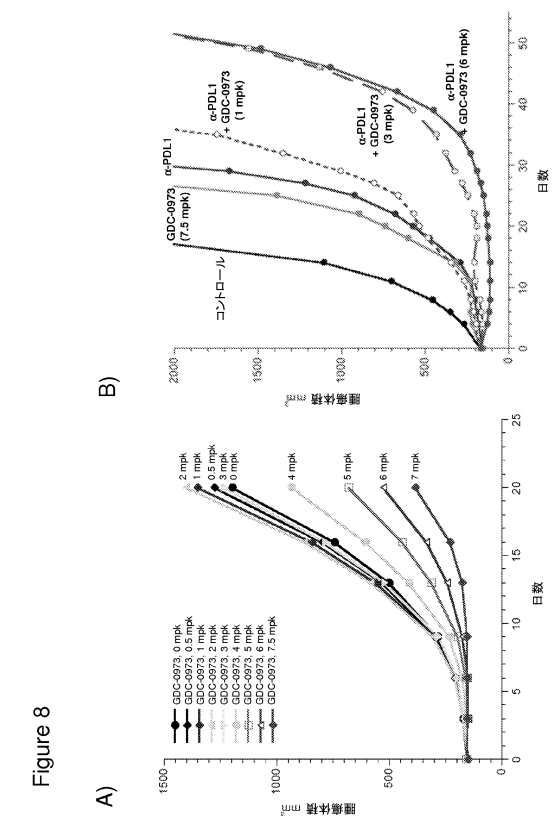 Figure 8
A)
腫瘍体積 mm³
1500
1000
500
0
GDC-0973, 0 mpk
GDC-0973, 0.5 mpk
GDC-0973, 1 mpk
GDC-0973, 2 mpk
GDC-0973, 3 mpk
GDC-0973, 4 mpk
GDC-0973, 5 mpk
GDC-0973, 6 mpk
GDC-0973, 7.5 mpk
2 mpk
1 mpk
0.5 mpk
3 mpk
0 mpk
4 mpk
5 mpk
6 mpk
7 mpk
0
5
10
15
20
25
日数
B)
腫瘍体積 mm³
2000
1500
1000
500
0
コントロール
GDC-0973
(7.5 mpk)
α-PDL1
α-PDL1
+ GDC-0973
(1 mpk)
α-PDL1
+ GDC-0973
(3 mpk)
α-PDL1
+ GDC-0973 (6 mpk)
0
10
20
30
40
50
日数